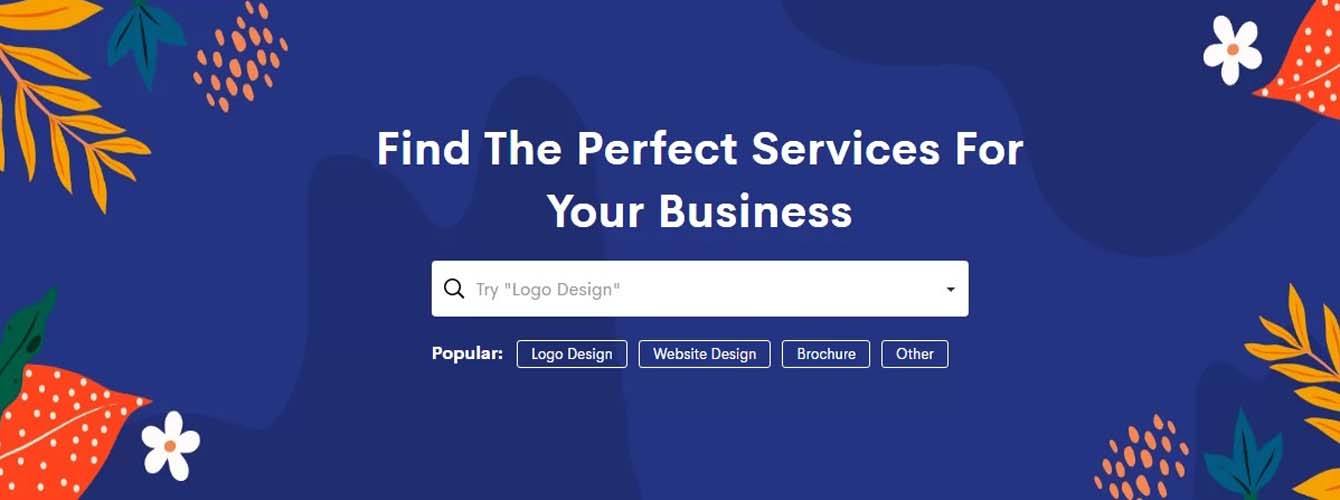 Find The Perfect Services For
Your Business
Try "Logo Design"
Popular: Logo Design Website Design Brochure Other